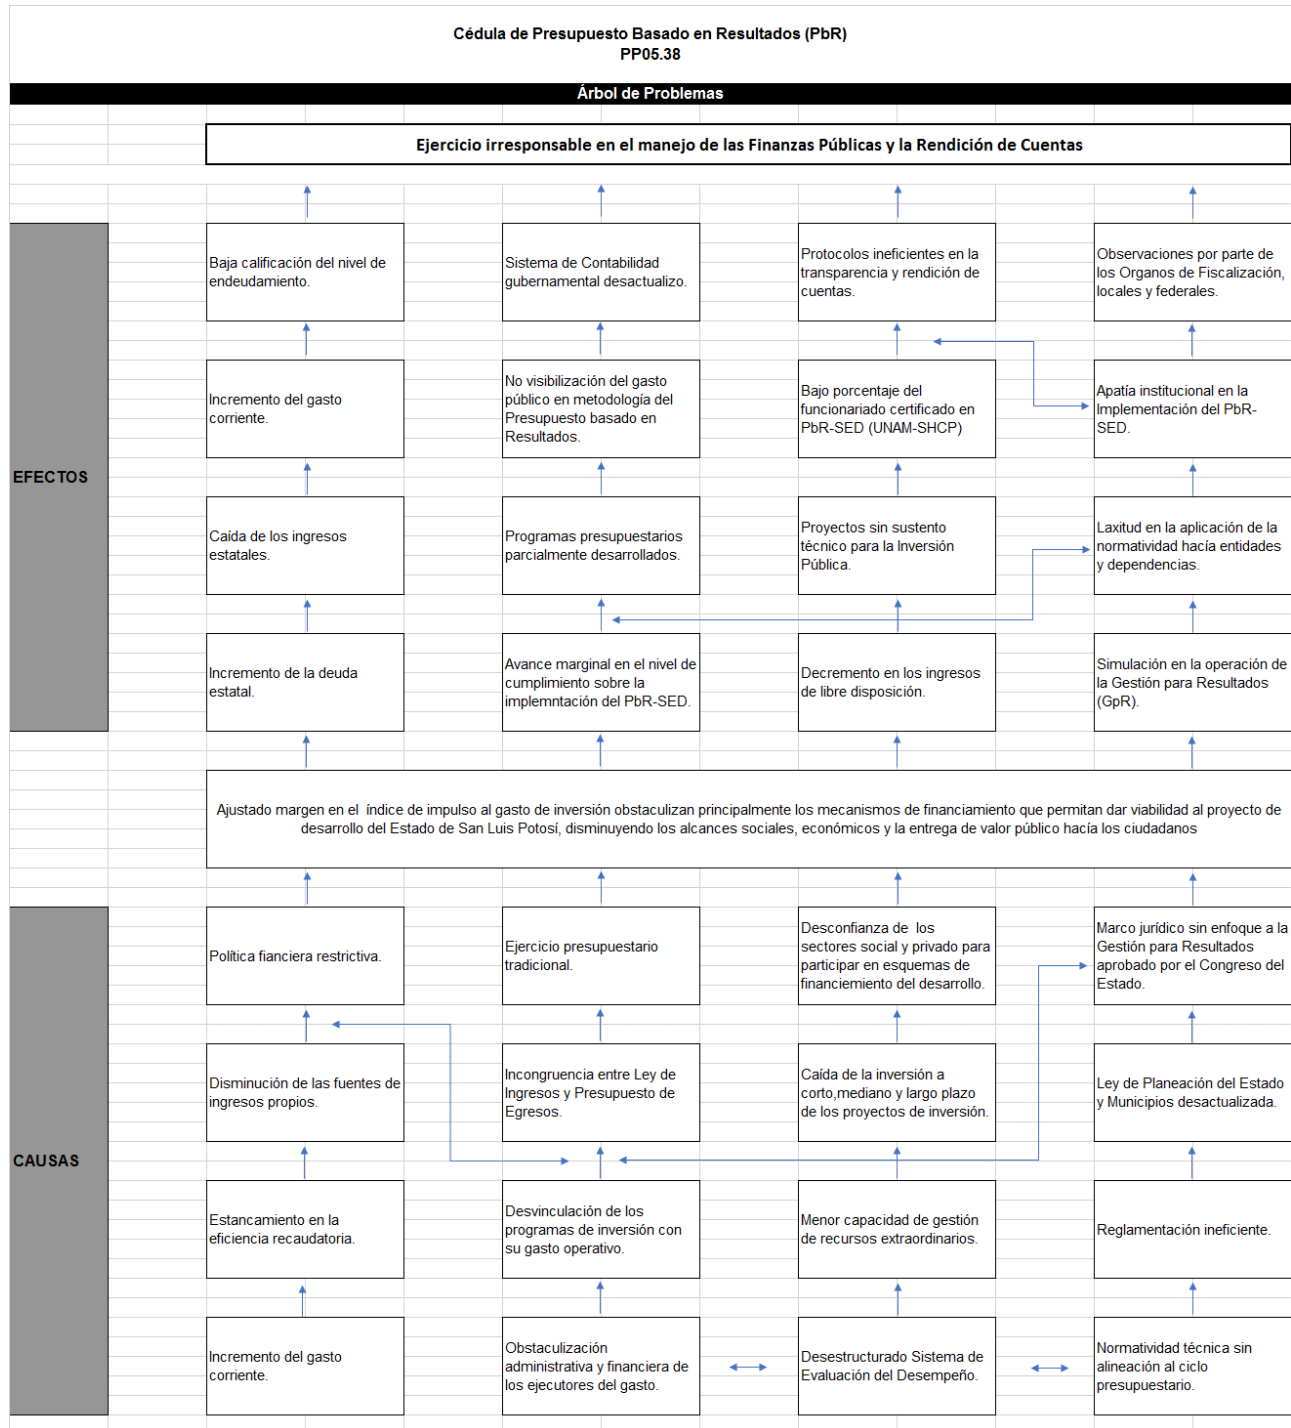 Cédula de Presupuesto Basado en Resultados (PbR)
PP05.38
Árbol de Problemas
Ejercicio irresponsable en el manejo de las Finanzas Públicas y la Rendición de Cuentas
EFECTOS
Baja calificación del nivel de
endeudamiento.
Sistema de Contabilidad
gubernamental desactualizo.
Protocolos ineficientes en la
transparencia y rendición de
cuentas.
Observaciones por parte de
los Organos de Fiscalización,
locales y federales.
Incremento del gasto
corriente.
No visibilización del gasto
público en metodología del
Presupuesto basado en
Resultados.
Bajo porcentaje del
funcionariado certificado en
PbR-SED (UNAM-SHCP)
Apatía institucional en la
Implementación del PbR-
SED.
Caída de los ingresos
estatales.
Programas presupuestarios
parcialmente desarrollados.
Proyectos sin sustento
técnico para la Inversión
Pública.
Laxitud en la aplicación de la
normatividad hacía entidades
y dependencias.
Incremento de la deuda
estatal.
Avance marginal en el nivel de
cumplimiento sobre la
implemntación del PbR-SED.
Decremento en los ingresos
de libre disposición.
Simulación en la operación de
la Gestión para Resultados
(GpR).
Ajustado margen en el índice de impulso al gasto de inversión obstaculizan principalmente los mecanismos de financiamiento que permitan dar viabilidad al proyecto de
desarrollo del Estado de San Luis Potosí, disminuyendo los alcances sociales, económicos y la entrega de valor público hacía los ciudadanos
CAUSAS
Política fianciera restrictiva.
Ejercicio presupuestario
tradicional.
Desconfianza de los
sectores social y privado para
participar en esquemas de
financiemiento del desarrollo.
Marco jurídico sin enfoque a la
Gestión para Resultados
aprobado por el Congreso del
Estado.
Disminución de las fuentes de
ingresos propios.
Incongruencia entre Ley de
Ingresos y Presupuesto de
Egresos.
Caída de la inversión a
corto,mediano y largo plazo
de los proyectos de inversión.
Ley de Planeación del Estado
y Municipios desactualizada.
Estancamiento en la
eficiencia recaudatoria.
Desvinculación de los
programas de inversión con
su gasto operativo.
Menor capacidad de gestión
de recursos extraordinarios.
Reglamentación ineficiente.
Incremento del gasto
corriente.
Obstaculización
administrativa y financiera de
los ejecutores del gasto.
Desestructurado Sistema de
Evaluación del Desempeño.
Normatividad técnica sin
alineación al ciclo
presupuestario.